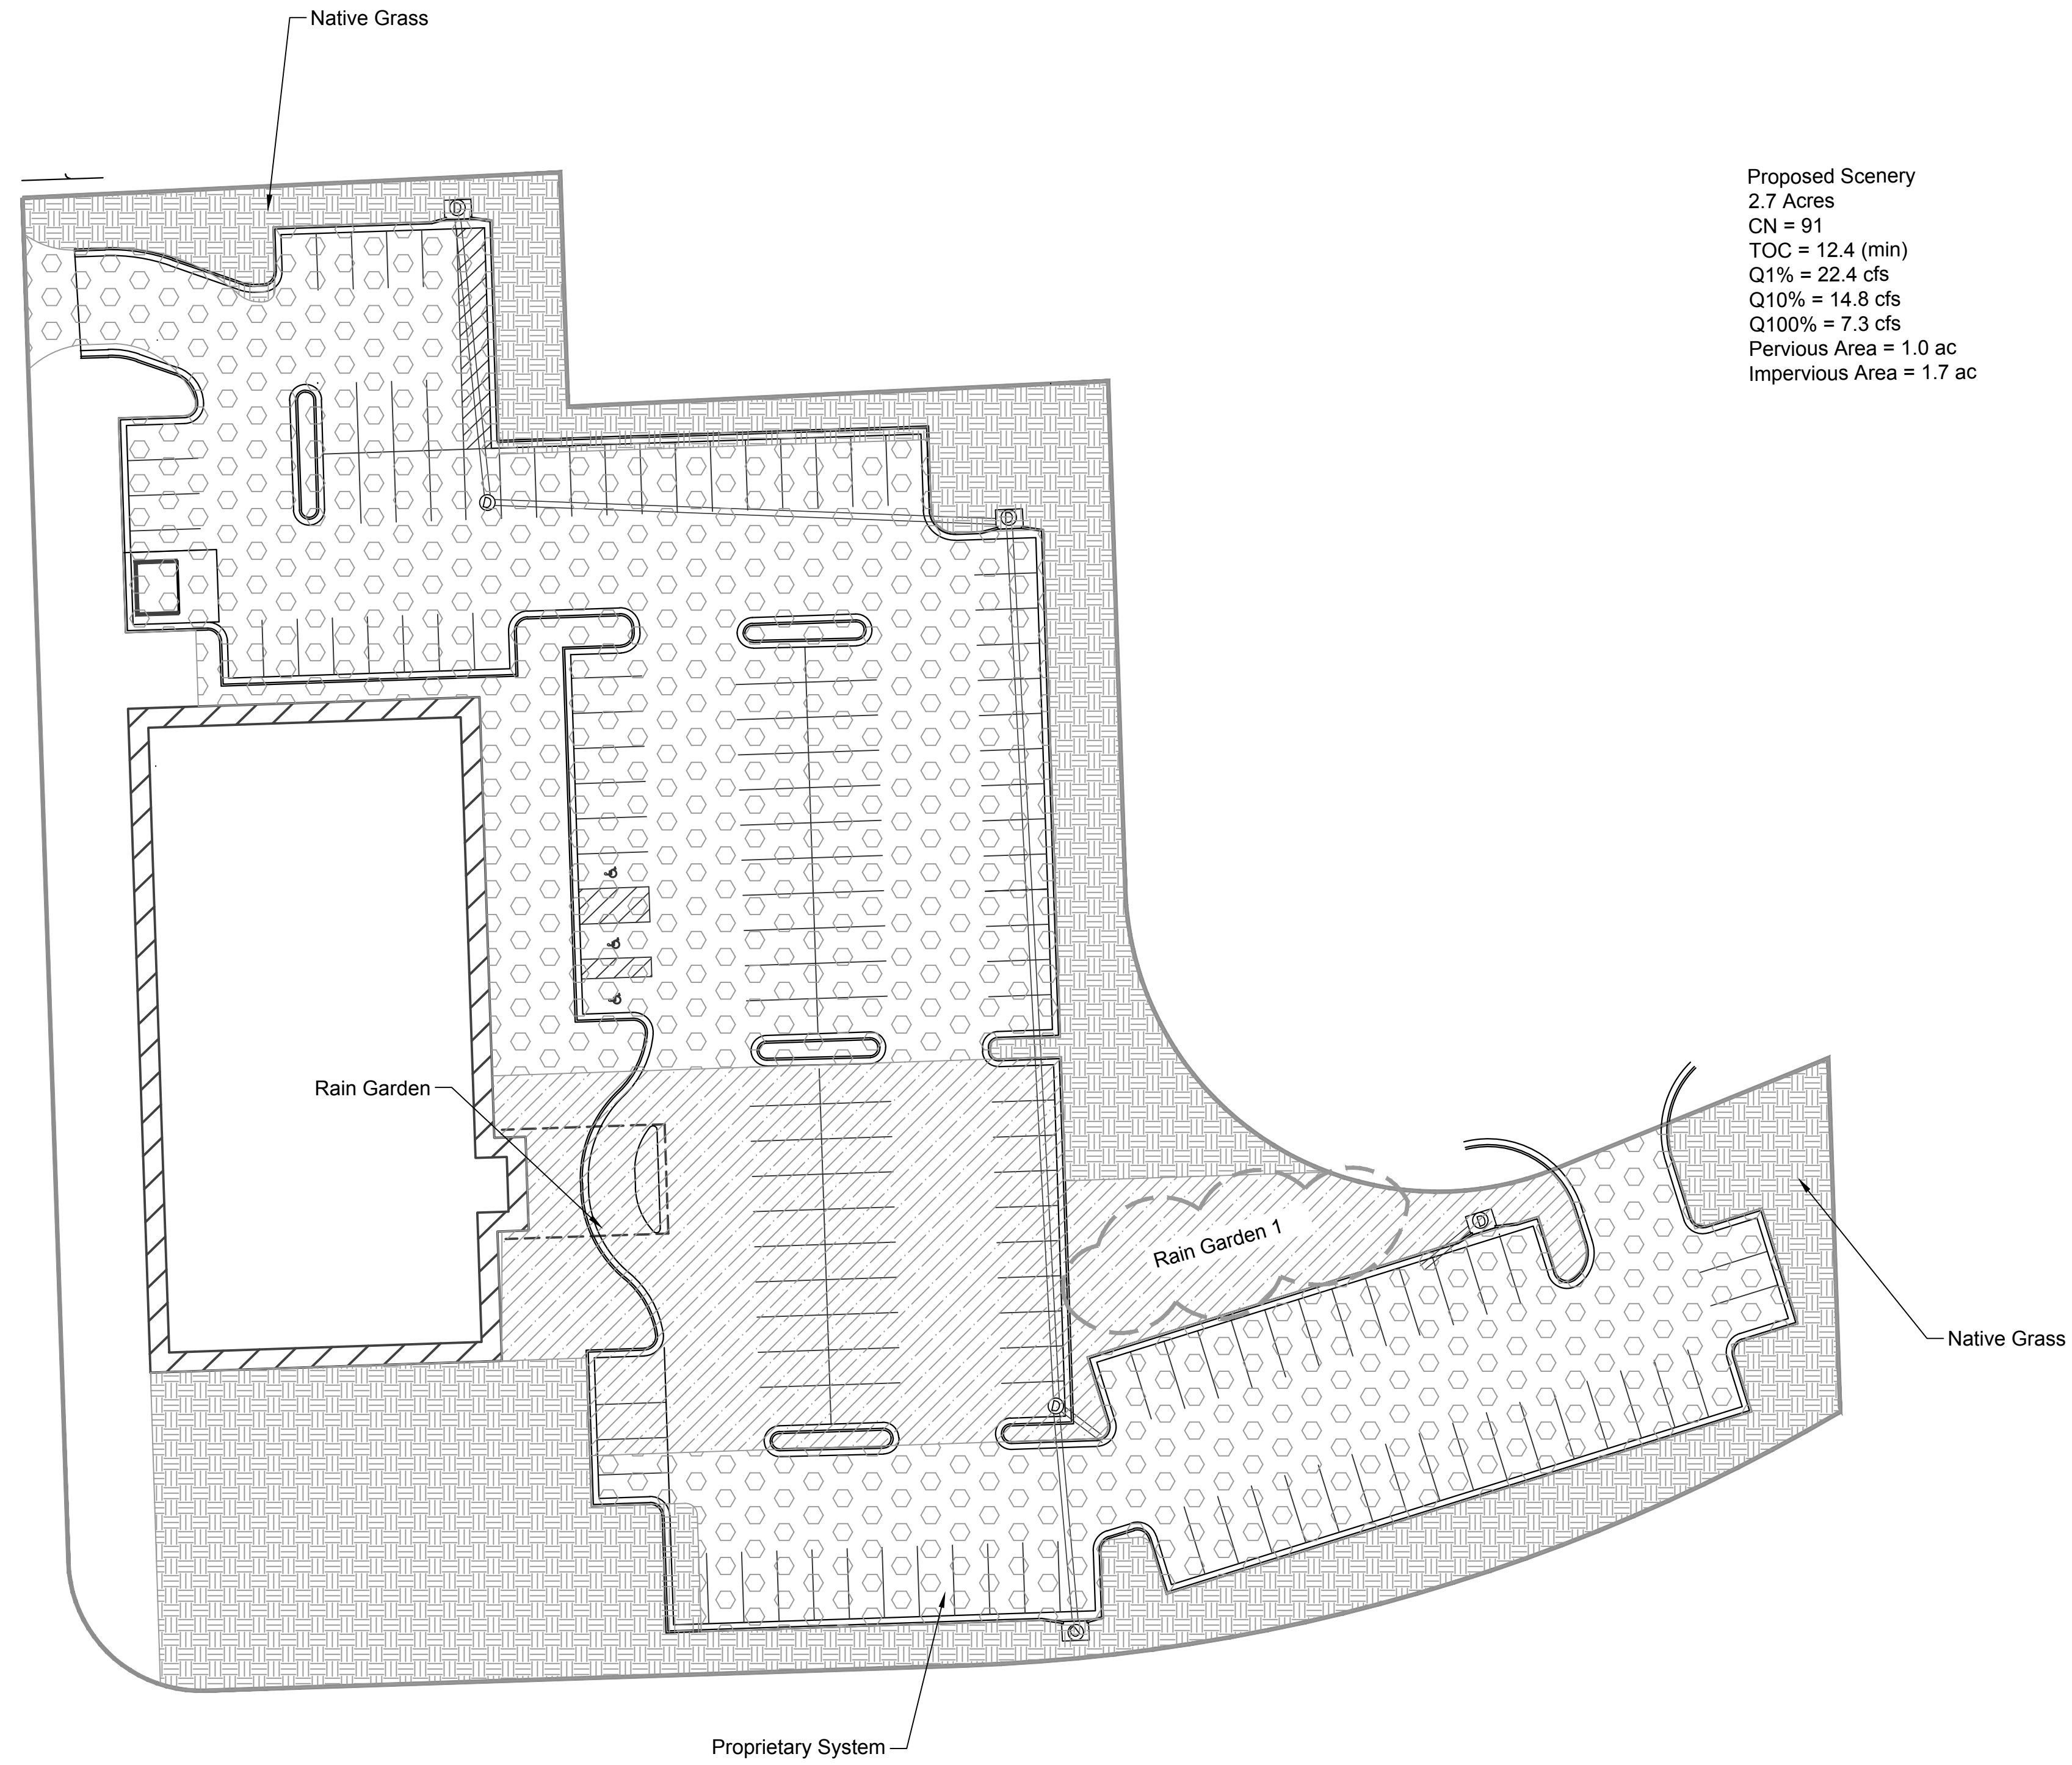 Native Grass
Proposed Scenery
2.7 Acres
CN = 91
TOC = 12.4 (min)
Q1% = 22.4 cfs
Q10% = 14.8 cfs
Q100% = 7.3 cfs
Pervious Area = 1.0 ac
Impervious Area = 1.7 ac
D
D
D
Rain Garden
Rain Garden 1
D
Native Grass
D
D
Proprietary System